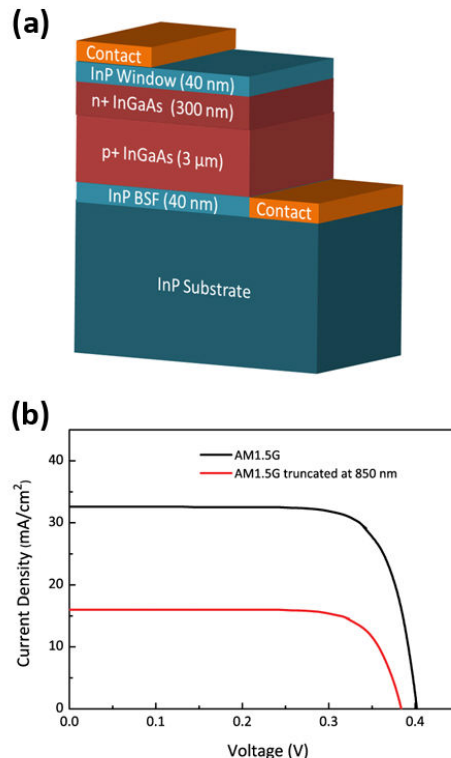 (a)
Contact
InP Window (40 nm)
n+ InGaAs (300 nm)
p+ InGaAs (3 µm)
InP BSF (40 nm)
Contact
InP Substrate
(b)
AM1.5G
AM1.5G truncated at 850 nm
Current Density (mA/cm²)
40
30
20
10
0
0.0 0.1 0.2 0.3 0.4
Voltage (V)